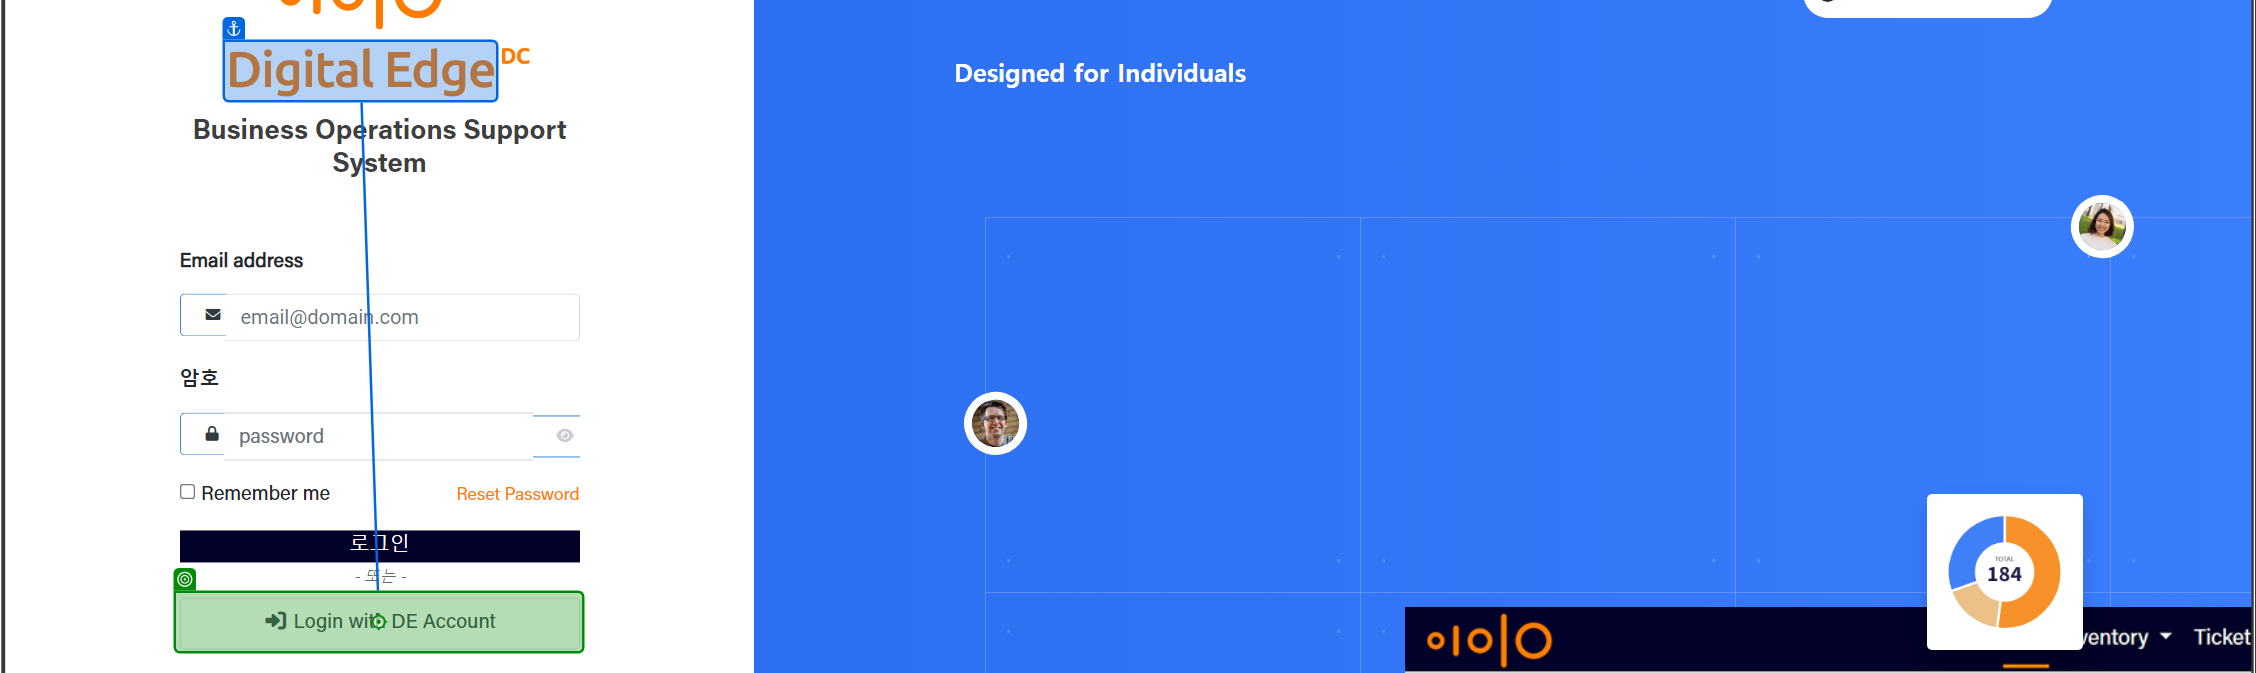 Digital Edge DC
Business Operations Support
System
Email address
email@domain.com
암호
password
Remember me
Reset Password
로그인
- 또는 -
Login with DE Account
Designed for Individuals
TOTAL
184
ventory
Ticket